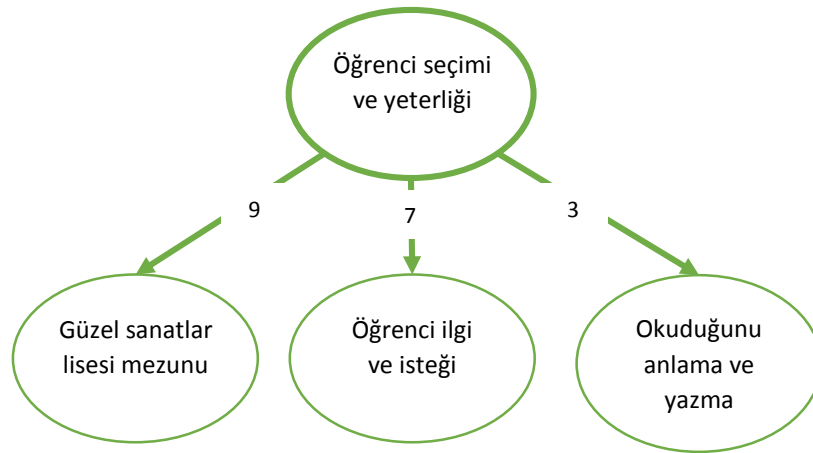 Öğrenci seçimi
ve yeterliği
9
7
3
Güzel sanatlar
lisesi mezunu
Öğrenci ilgi
ve isteği
Okuduğunu
anlama ve
yazma